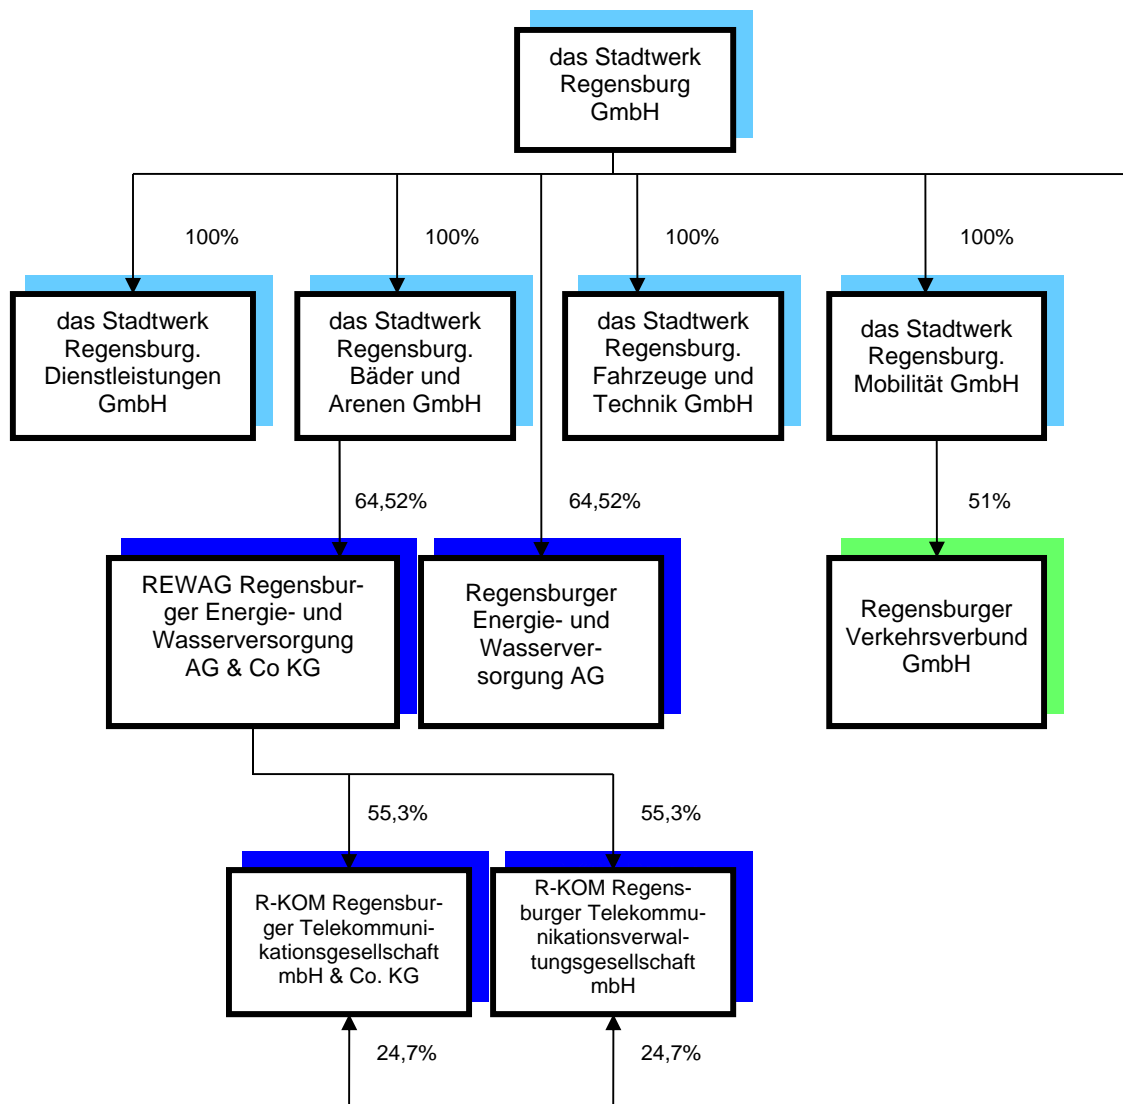 das Stadtwerk
Regensburg
GmbH
100%
100%
100%
100%
das Stadtwerk
Regensburg.
Dienstleistungen
GmbH
das Stadtwerk
Regensburg.
Bäder und
Arenen GmbH
das Stadtwerk
Regensburg.
Fahrzeuge und
Technik GmbH
das Stadtwerk
Regensburg.
Mobilität GmbH
64,52%
64,52%
51%
REWAG Regensbur-
ger Energie- und
Wasserversorgung
AG & Co KG
Regensburger
Energie- und
Wasserver-
sorgung AG
Regensburger
Verkehrsverbund
GmbH
55,3%
55,3%
R-KOM Regensbur-
ger Telekommuni-
kationsgesellschaft
mbH & Co. KG
R-KOM Regens-
burger Telekommu-
nikationsverwal-
tungsgesellschaft
mbH
24,7%
24,7%